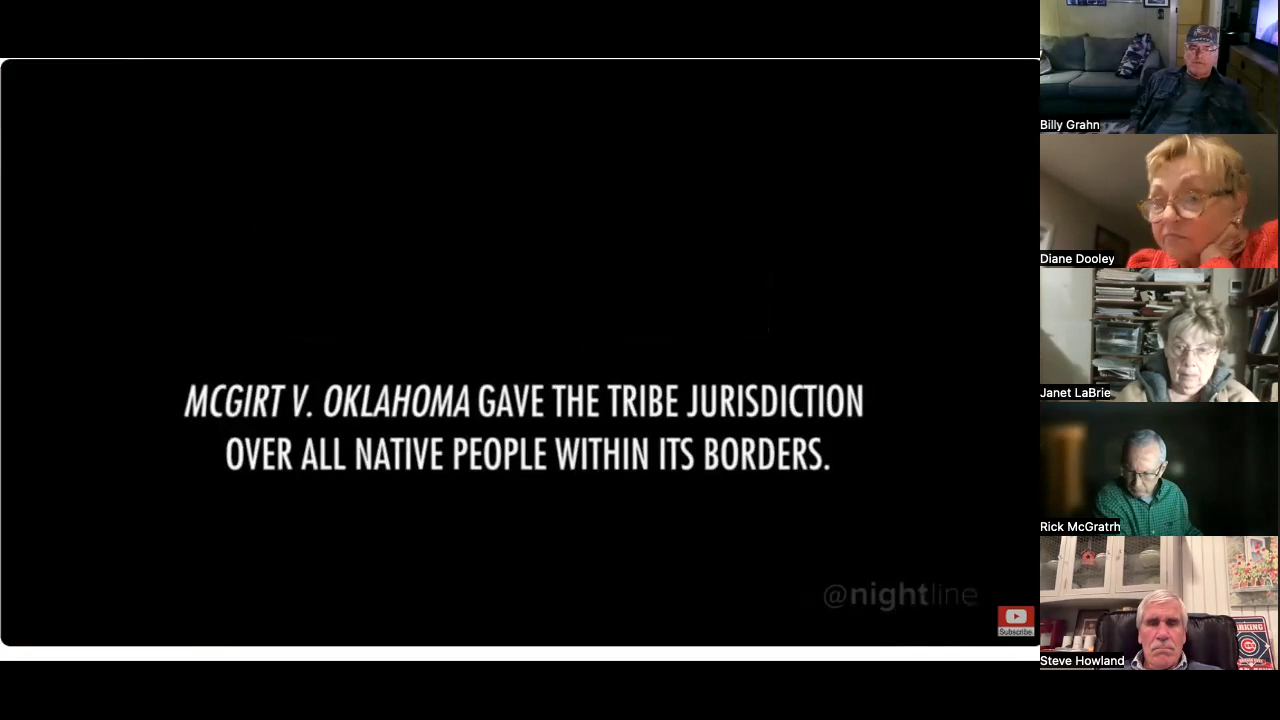 MCGIRT V. OKLAHOMA GAVE THE TRIBE JURISDICTION
OVER ALL NATIVE PEOPLE WITHIN ITS BORDERS.
@nightline
Subscribe
Billy Grahn
Diane Dooley
Janet LaBrie
Rick McGratrh
Steve Howland